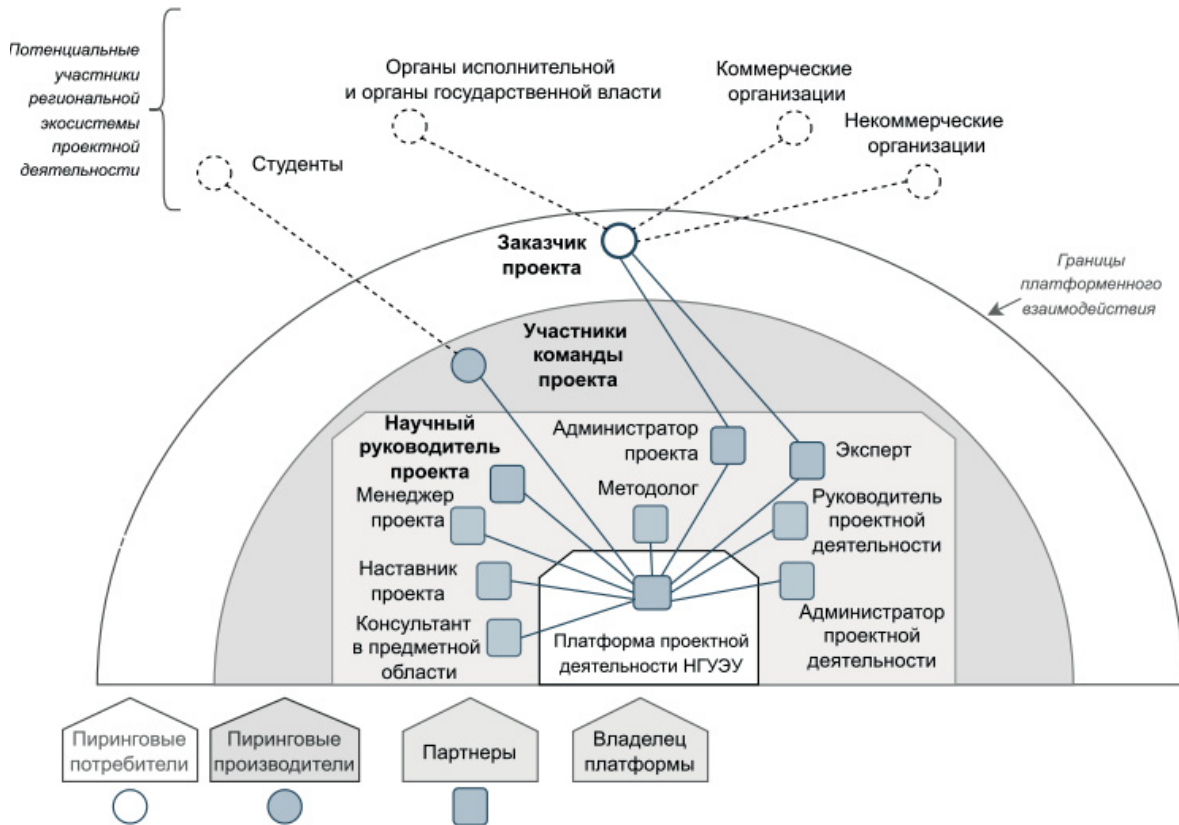 Потенциальные
участники
региональной
экосистемы
проектной
деятельности
Органы исполнительной
и органы государственной власти
Коммерческие
организации
Некоммерческие
организации
Студенты
Заказчик
проекта
Границы
платформенного
взаимодействия
Участники
команды
проекта
Научный
руководитель
проекта
Администратор
проекта
Эксперт
Менеджер
проекта
Методолог
Руководитель
проектной
деятельности
Наставник
проекта
Консультант
в предметной
области
Платформа проектной
деятельности НГУЭУ
Администратор
проектной
деятельности
Пиринговые
потребители
Пиринговые
производители
Партнеры
Владелец
платформы